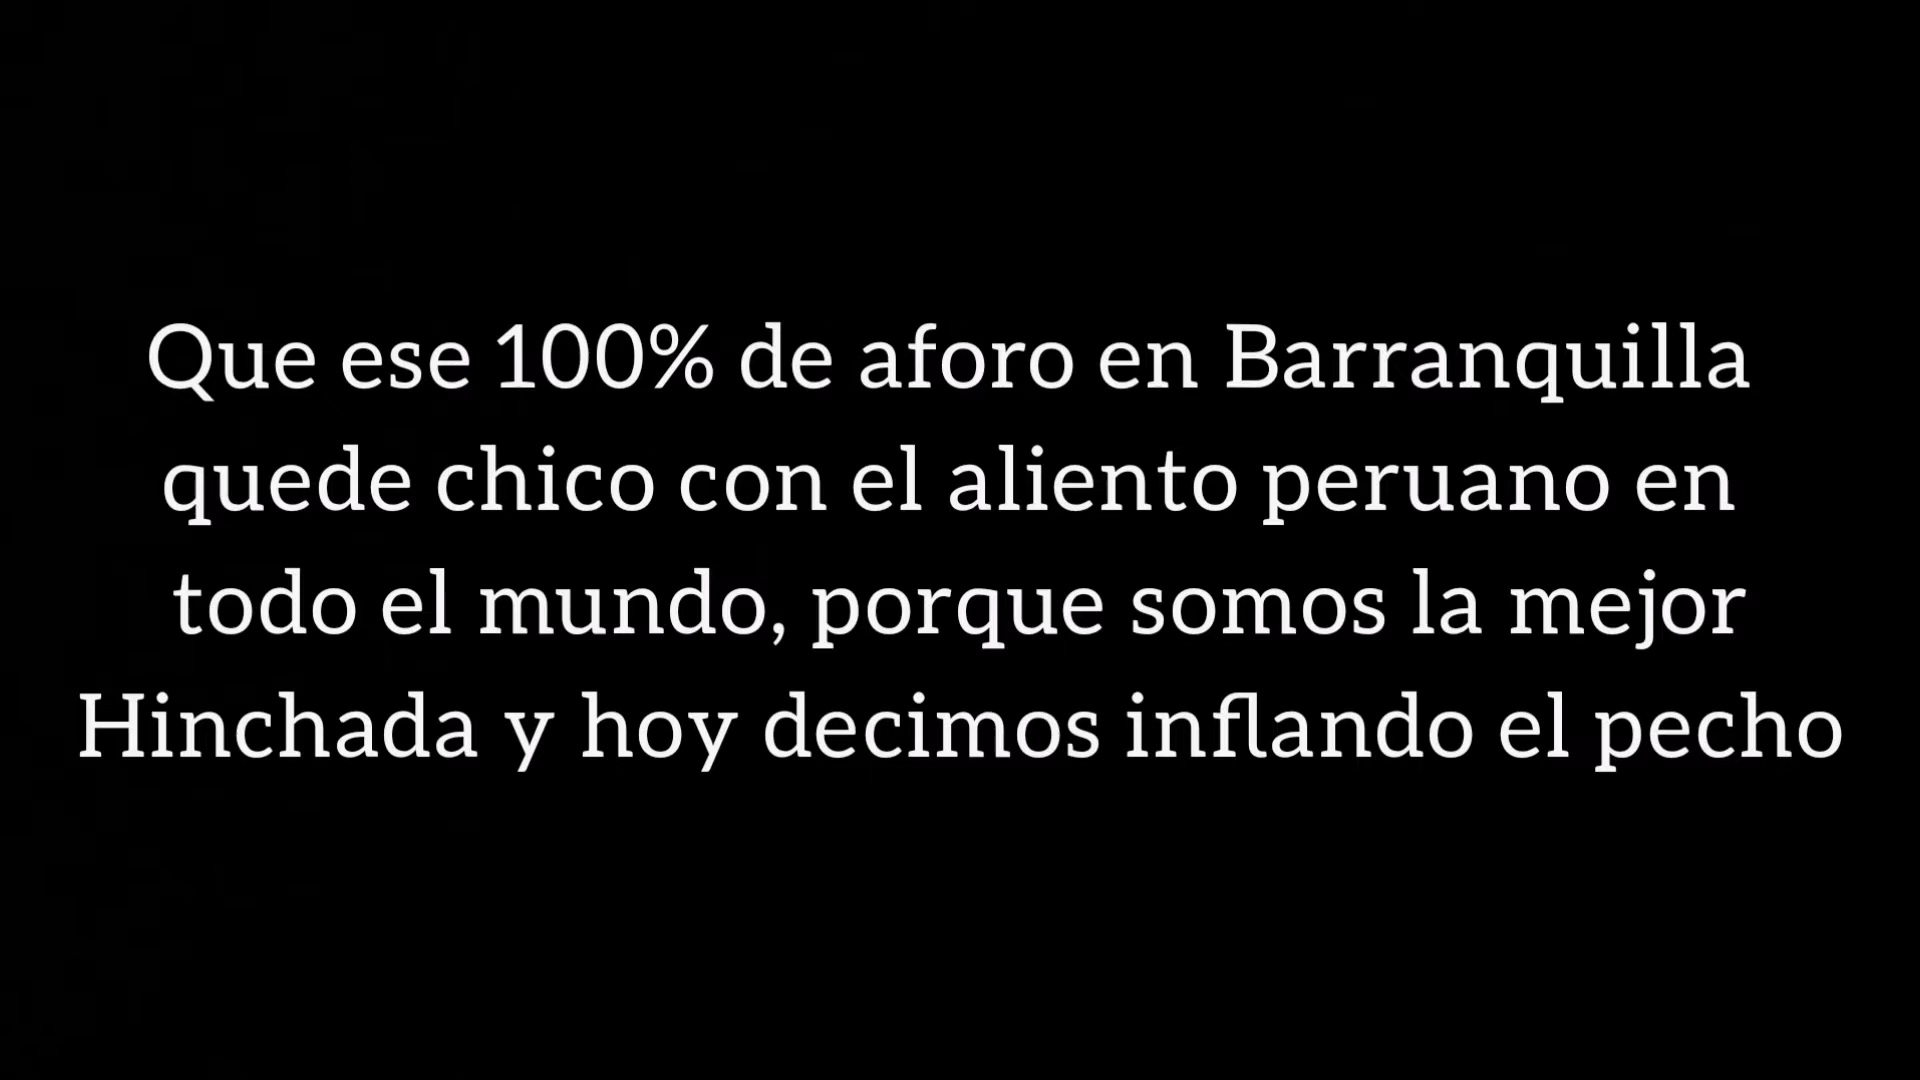 Que ese 100% de aforo en Barranquilla
quede chico con el aliento peruano en
todo el mundo, porque somos la mejor
Hinchada y hoy decimos inflando el pecho